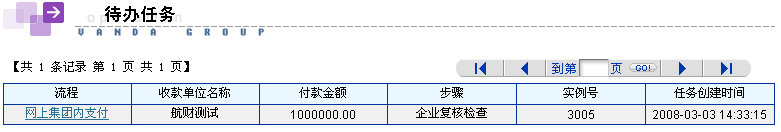 待办任务
VANDA GROUP
【共 1 条记录 第 1 页 共 1 页】 到第 页 GO!
流程 收款单位名称 付款金额 步骤 实例号 任务创建时间
网上集团内支付 航财测试 1000000.00 企业复核检查 3005 2008-03-03 14:33:15